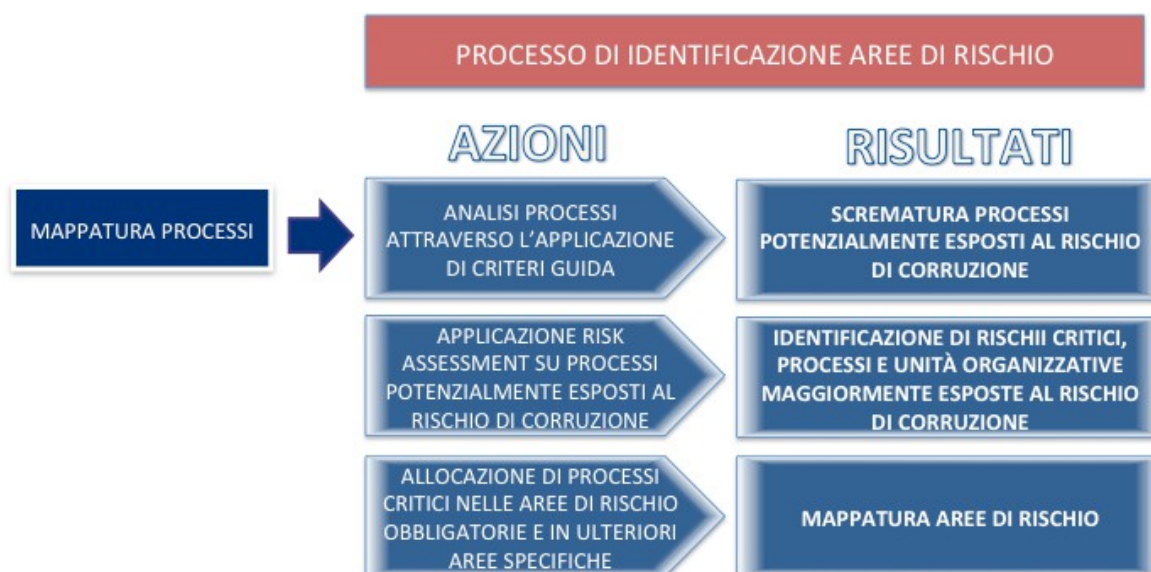 PROCESSO DI IDENTIFICAZIONE AREE DI RISCHIO
AZIONI
RISULTATI
MAPPATURA PROCESSI
ANALISI PROCESSI
ATTRAVERSO L'APPLICAZIONE
DI CRITERI GUIDA
SCREMATURA PROCESSI
POTENZIALMENTE ESPOSTI AL RISCHIO
DI CORRUZIONE
APPLICAZIONE RISK
ASSESSMENT SU PROCESSI
POTENZIALMENTE ESPOSTI AL
RISCHIO DI CORRUZIONE
IDENTIFICAZIONE DI RISCHII CRITICI,
PROCESSI E UNITÀ ORGANIZZATIVE
MAGGIORMENTE ESPOSTE AL RISCHIO
DI CORRUZIONE
ALLOCAZIONE DI PROCESSI
CRITICI NELLE AREE DI RISCHIO
OBBLIGATORIE E IN ULTERIORI
AREE SPECIFICHE
MAPPATURA AREE DI RISCHIO